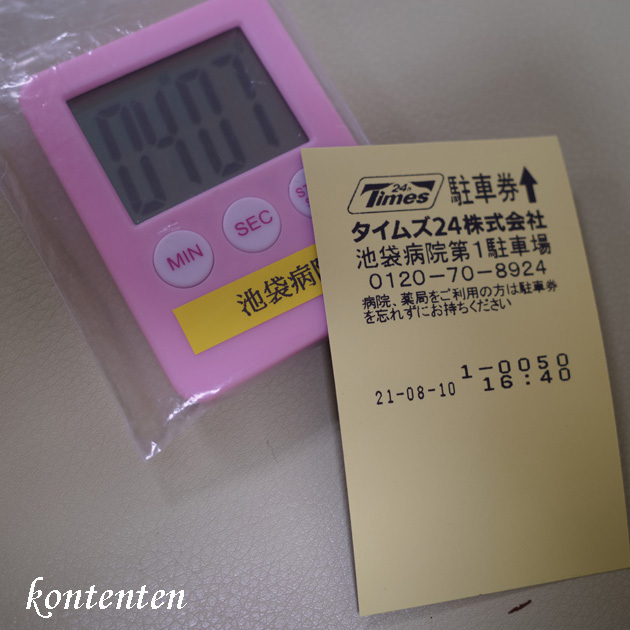 MIN
SEC
ST
池袋病院
24h
Times
駐車券↑
タイムズ24株式会社
池袋病院第1駐車場
0120-70-8924
病院、薬局をご利用の方は駐車券
を忘れずにお持ちください
1-0050
21-08-10 16:40
kontenten